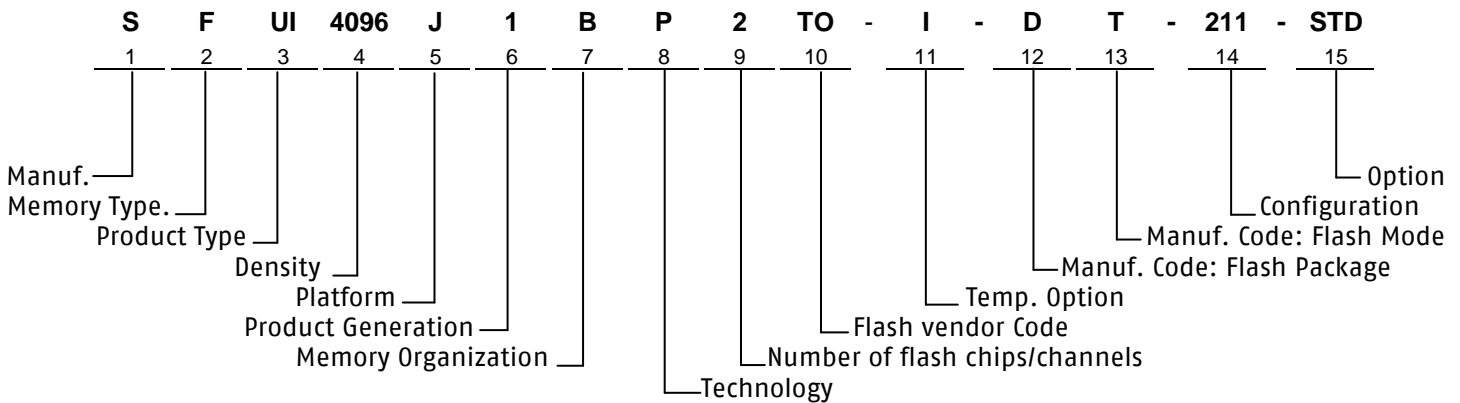 S F UI 4096 J 1 B P 2 TO - I - D T - 211 - STD
1 2 3 4 5 6 7 8 9 10 11 12 13 14 15
Manuf. Option
Memory Type. Configuration
Product Type Manuf. Code: Flash Mode
Density Manuf. Code: Flash Package
Platform Temp. Option
Product Generation Flash vendor Code
Memory Organization Number of flash chips/channels
Technology